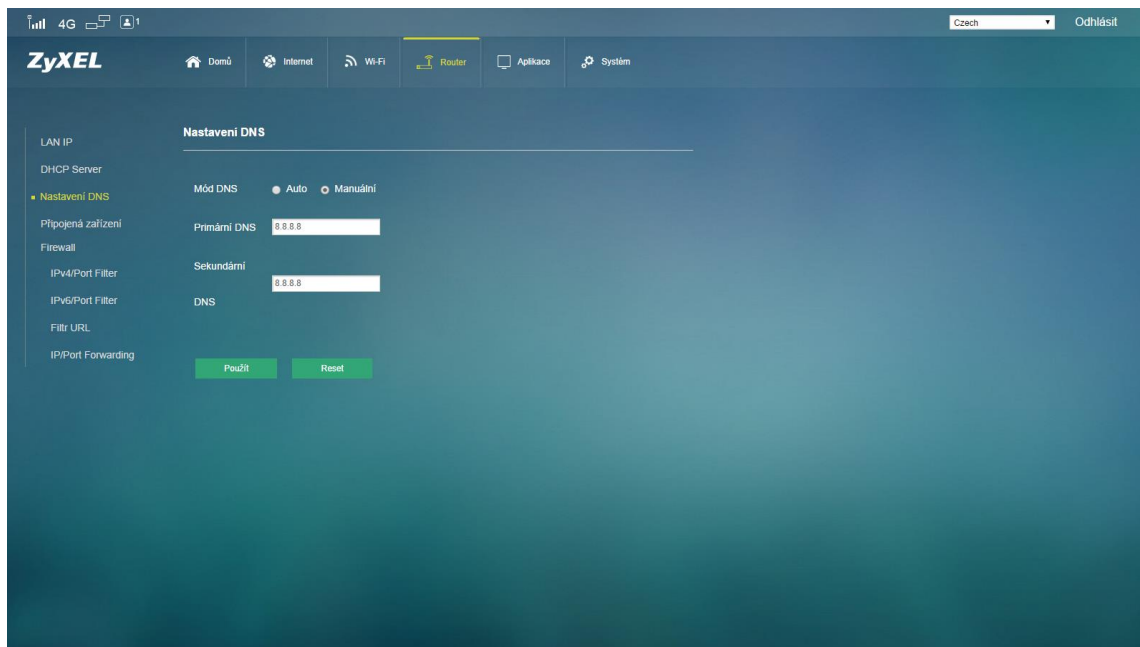 4G 1 Czech Odhlásit
ZyXEL Domů Internet Wi-Fi Router Aplikace Systém
LAN IP
DHCP Server
Nastavení DNS
Připojená zařízení
Firewall
IPv4/Port Filter
IPv6/Port Filter
Filtr URL
IP/Port Forwarding
Nastavení DNS
Mód DNS Auto Manuální
Primární DNS 8.8.8.8
Sekundární
8.8.8.8
DNS
Použít Reset